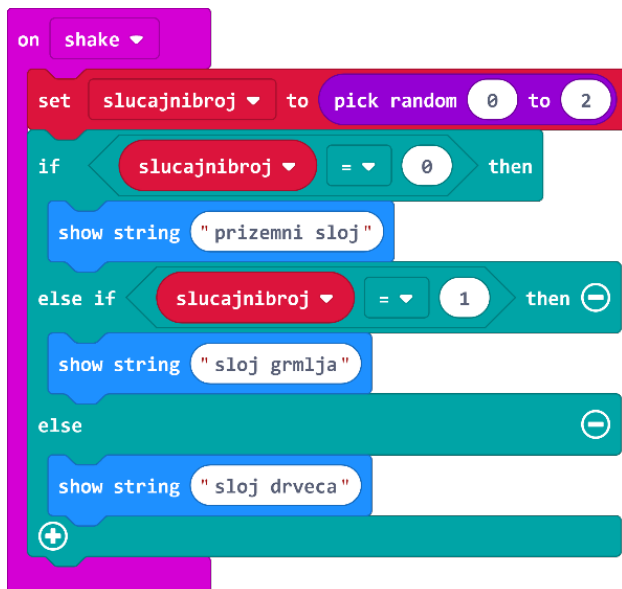 on shake
set slucajnibroj to pick random 0 to 2
if slucajnibroj = 0 then
show string "prizemni sloj"
else if slucajnibroj = 1 then
show string "sloj grmlja"
else
show string "sloj drveca"